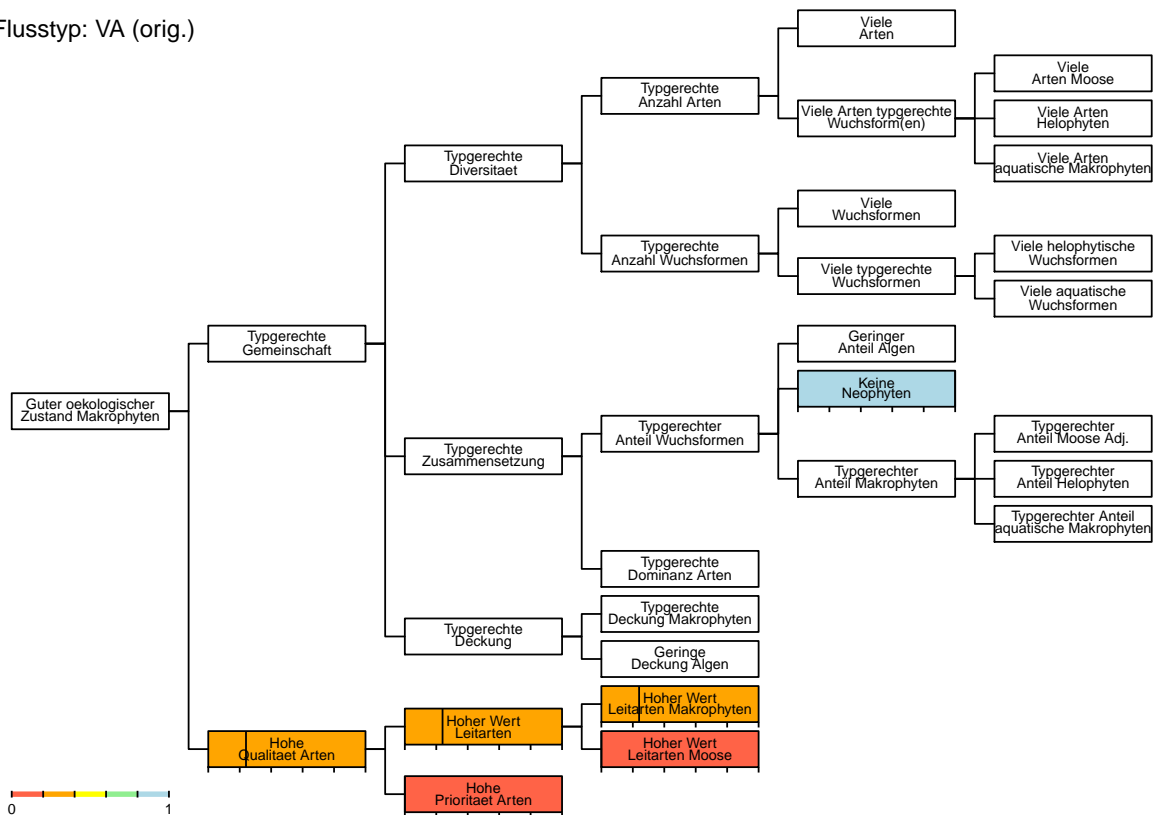 Flusstyp: VA (orig.)
Viele
Arten
Viele
Arten Moose
Typgerechte
Anzahl Arten
Viele Arten typgerechte
Wuchsform(en)
Viele Arten
Helophyten
Viele Arten
aquatische Makrophyten
Typgerechte
Diversitaet
Viele
Wuchsformen
Typgerechte
Anzahl Wuchsformen
Viele helophytische
Wuchsformen
Viele typgerechte
Wuchsformen
Viele aquatische
Wuchsformen
Typgerechte
Gemeinschaft
Geringer
Anteil Algen
Keine
Neophyten
Guter oekologischer
Zustand Makrophyten
Typgerechter
Anteil Wuchsformen
Typgerechter
Anteil Moose Adj.
Typgerechte
Zusammensetzung
Typgerechter
Anteil Makrophyten
Typgerechter
Anteil Helophyten
Typgerechter Anteil
aquatische Makrophyten
Typgerechte
Dominanz Arten
Typgerechte
Deckung Makrophyten
Typgerechte
Deckung
Geringe
Deckung Algen
Hoher Wert
Leitarten Makrophyten
Hoher Wert
Leitarten
Hohe
Qualitaet Arten
Hoher Wert
Leitarten Moose
Hohe
Prioritaet Arten
0 1